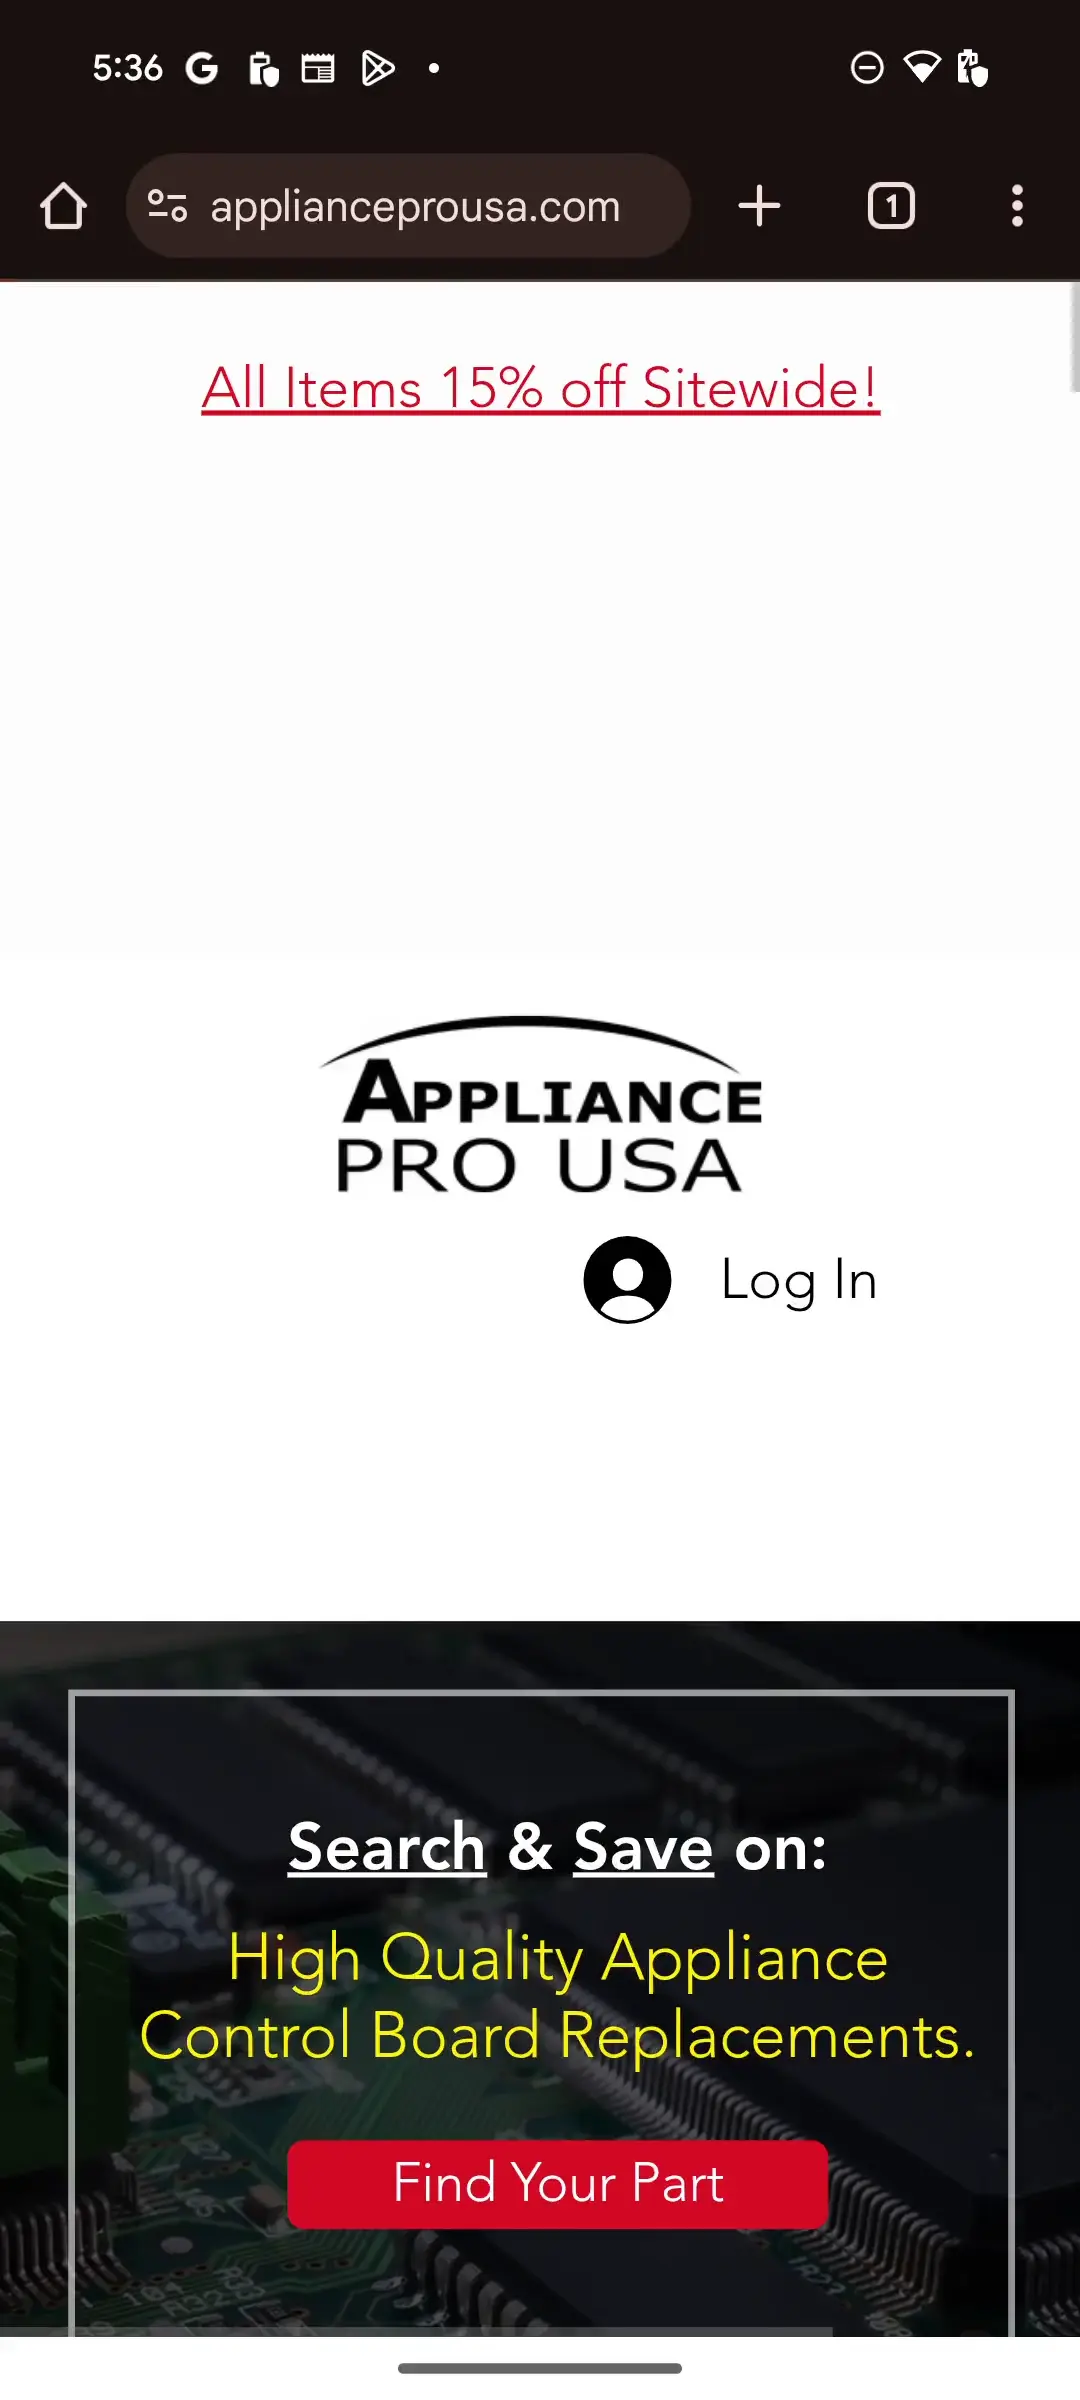 5:36
applianceprousa.com
1
All Items 15% off Sitewide!
APPLIANCE
PRO USA
Log In
Search & Save on:
High Quality Appliance
Control Board Replacements.
Find Your Part